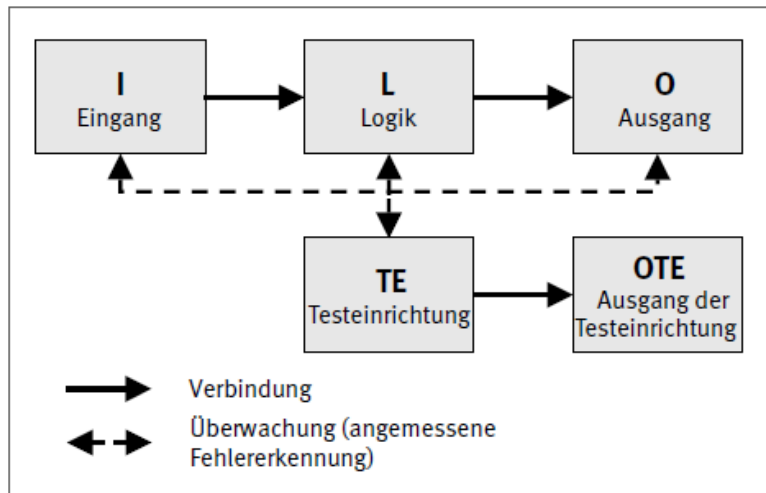 I
Eingang
L
Logik
O
Ausgang
TE
Testeinrichtung
OTE
Ausgang der
Testeinrichtung
Verbindung
Überwachung (angemessene
Fehlererkennung)